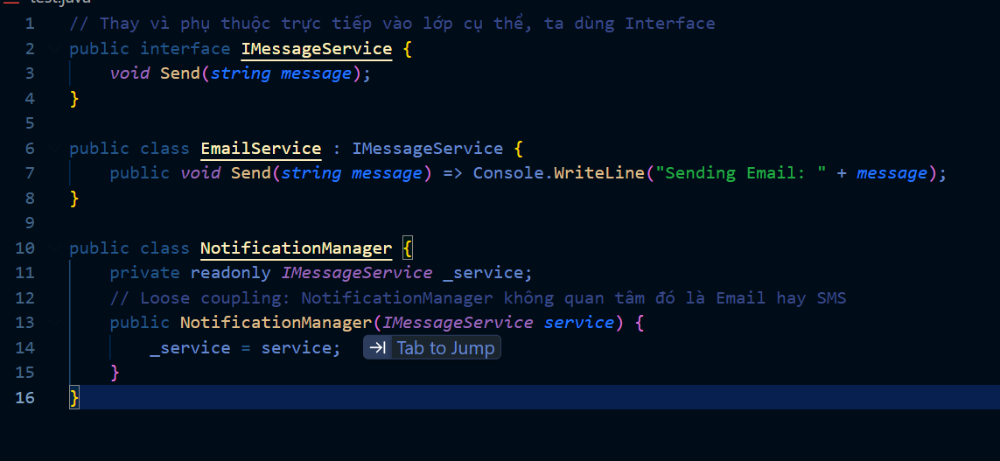 test.java
1 // Thay vì phụ thuộc trực tiếp vào lớp cụ thể, ta dùng Interface
2 public interface IMessageService {
3 void Send(string message);
4 }
5
6 public class EmailService : IMessageService {
7 public void Send(string message) => Console.WriteLine("Sending Email: " + message);
8 }
9
10 public class NotificationManager {
11 private readonly IMessageService _service;
12 // Loose coupling: NotificationManager không quan tâm đó là Email hay SMS
13 public NotificationManager(IMessageService service) {
14 _service = service; Tab to Jump
15 }
16 }